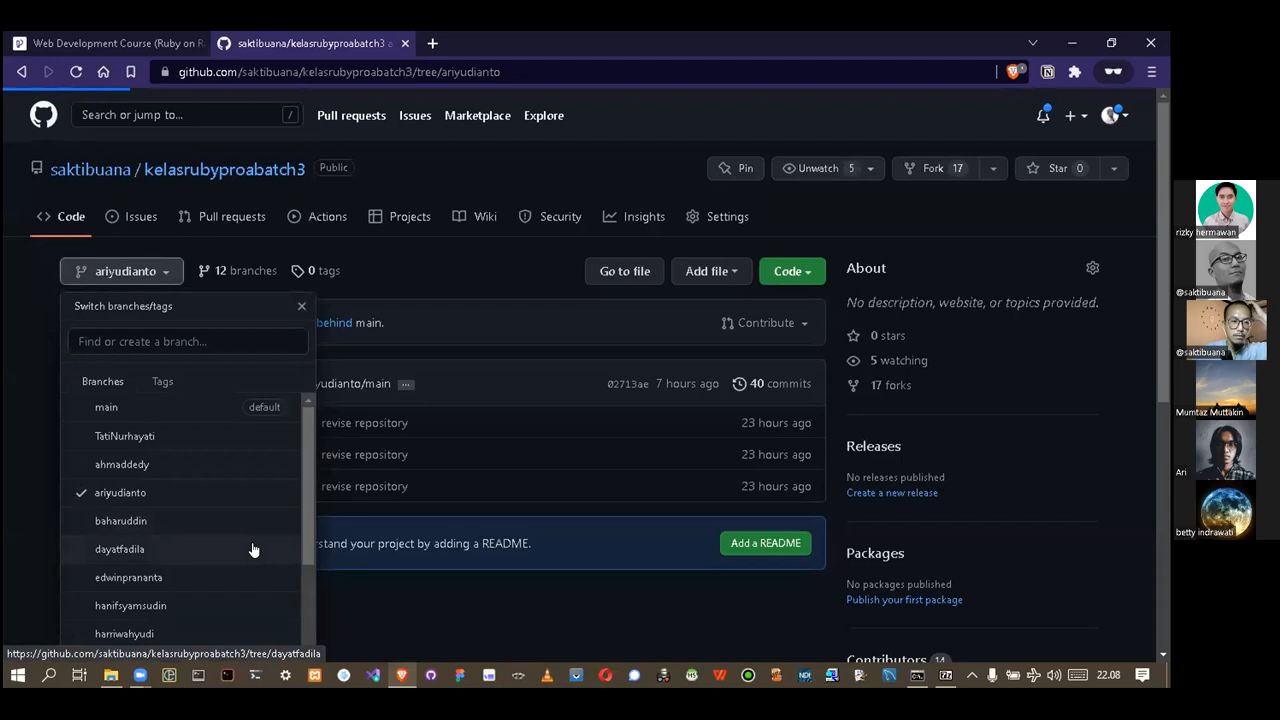 Web Development Course (Ruby on R
saktibuana/kelasrubyproabatch3 a
github.com/saktibuana/kelasrubyproabatch3/tree/ariyudianto
Search or jump to...
/
Pull requests
Issues
Marketplace
Explore
saktibuana / kelasrubyproabatch3
Public
Pin
Unwatch 5
Fork 17
Star 0
Code
Issues
Pull requests
Actions
Projects
Wiki
Security
Insights
Settings
ariyudianto
12 branches
0 tags
Go to file
Add file
Code
About
Switch branches/tags
No description, website, or topics provided.
behind main.
Contribute
Find or create a branch...
0 stars
5 watching
17 forks
Branches
Tags
yudianto/main
02713ae 7 hours ago
40 commits
main
default
revise repository
23 hours ago
TatiNurhayati
Releases
revise repository
23 hours ago
ahmaddedy
No releases published
Create a new release
revise repository
23 hours ago
ariyudianto
baharuddin
dayatfadila
rstand your project by adding a README.
Add a README
Packages
edwinprananta
No packages published
Publish your first package
hanifsyamsudin
harriwahyudi
https://github.com/saktibuana/kelasrubyproabatch3/tree/dayatfadila
Contributors 14
22.08
rizky hermawan
@saktibuana
@saktibuana
Mumtaz Muttakin
Ari
betty indrawati